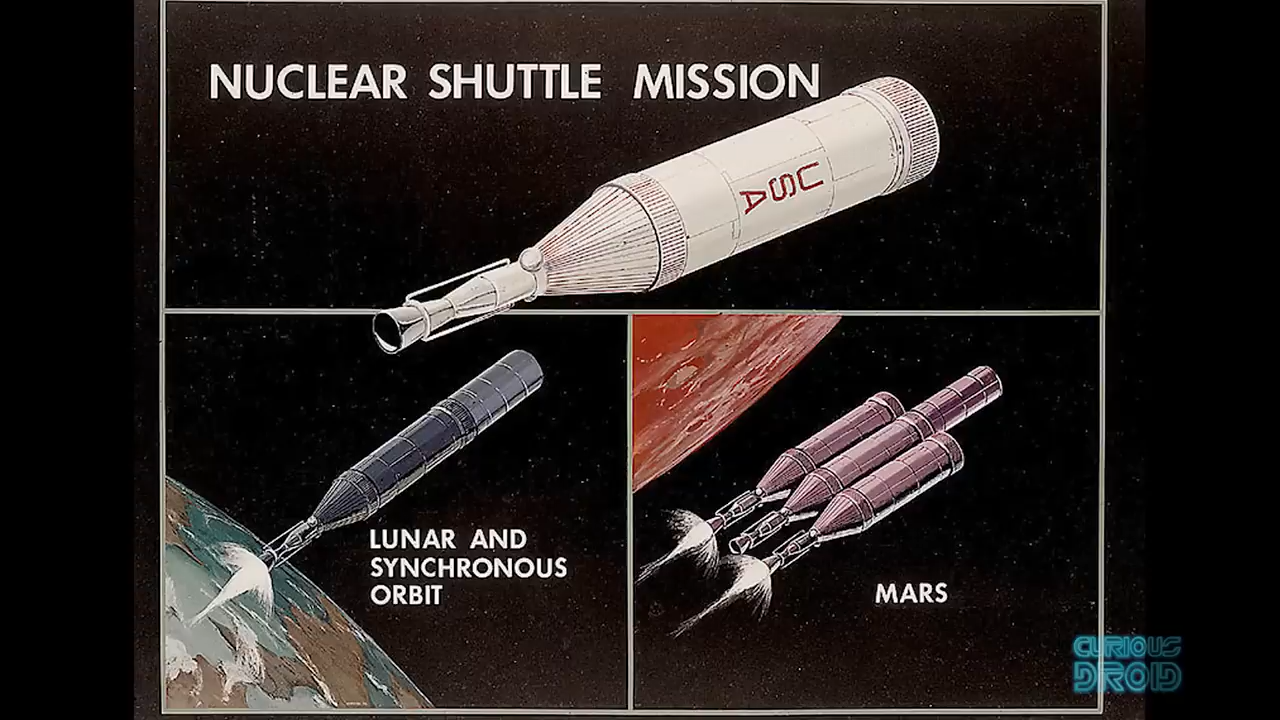 NUCLEAR SHUTTLE MISSION
USA
LUNAR AND
SYNCHRONOUS
ORBIT
MARS
CURIOUS
DROID